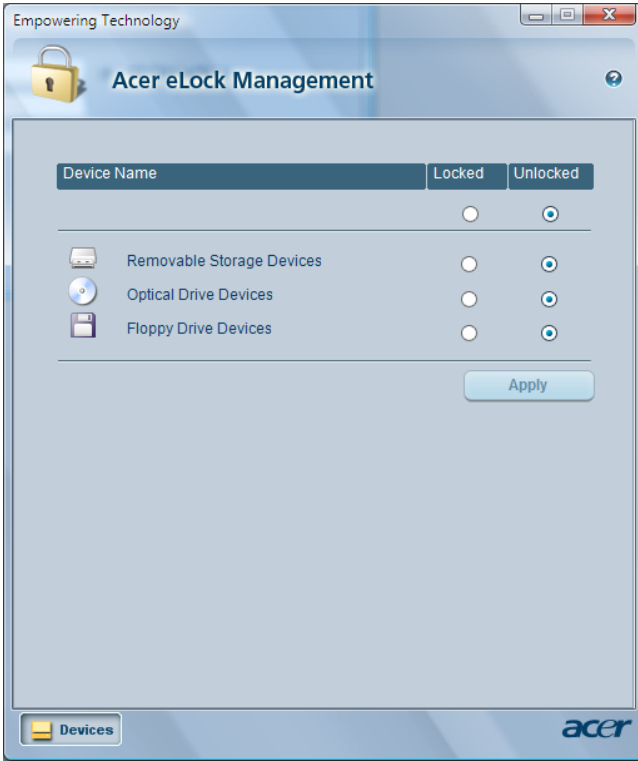 Empowering Technology
Acer eLock Management
Device Name Locked Unlocked
Removable Storage Devices
Optical Drive Devices
Floppy Drive Devices
Apply
Devices
acer